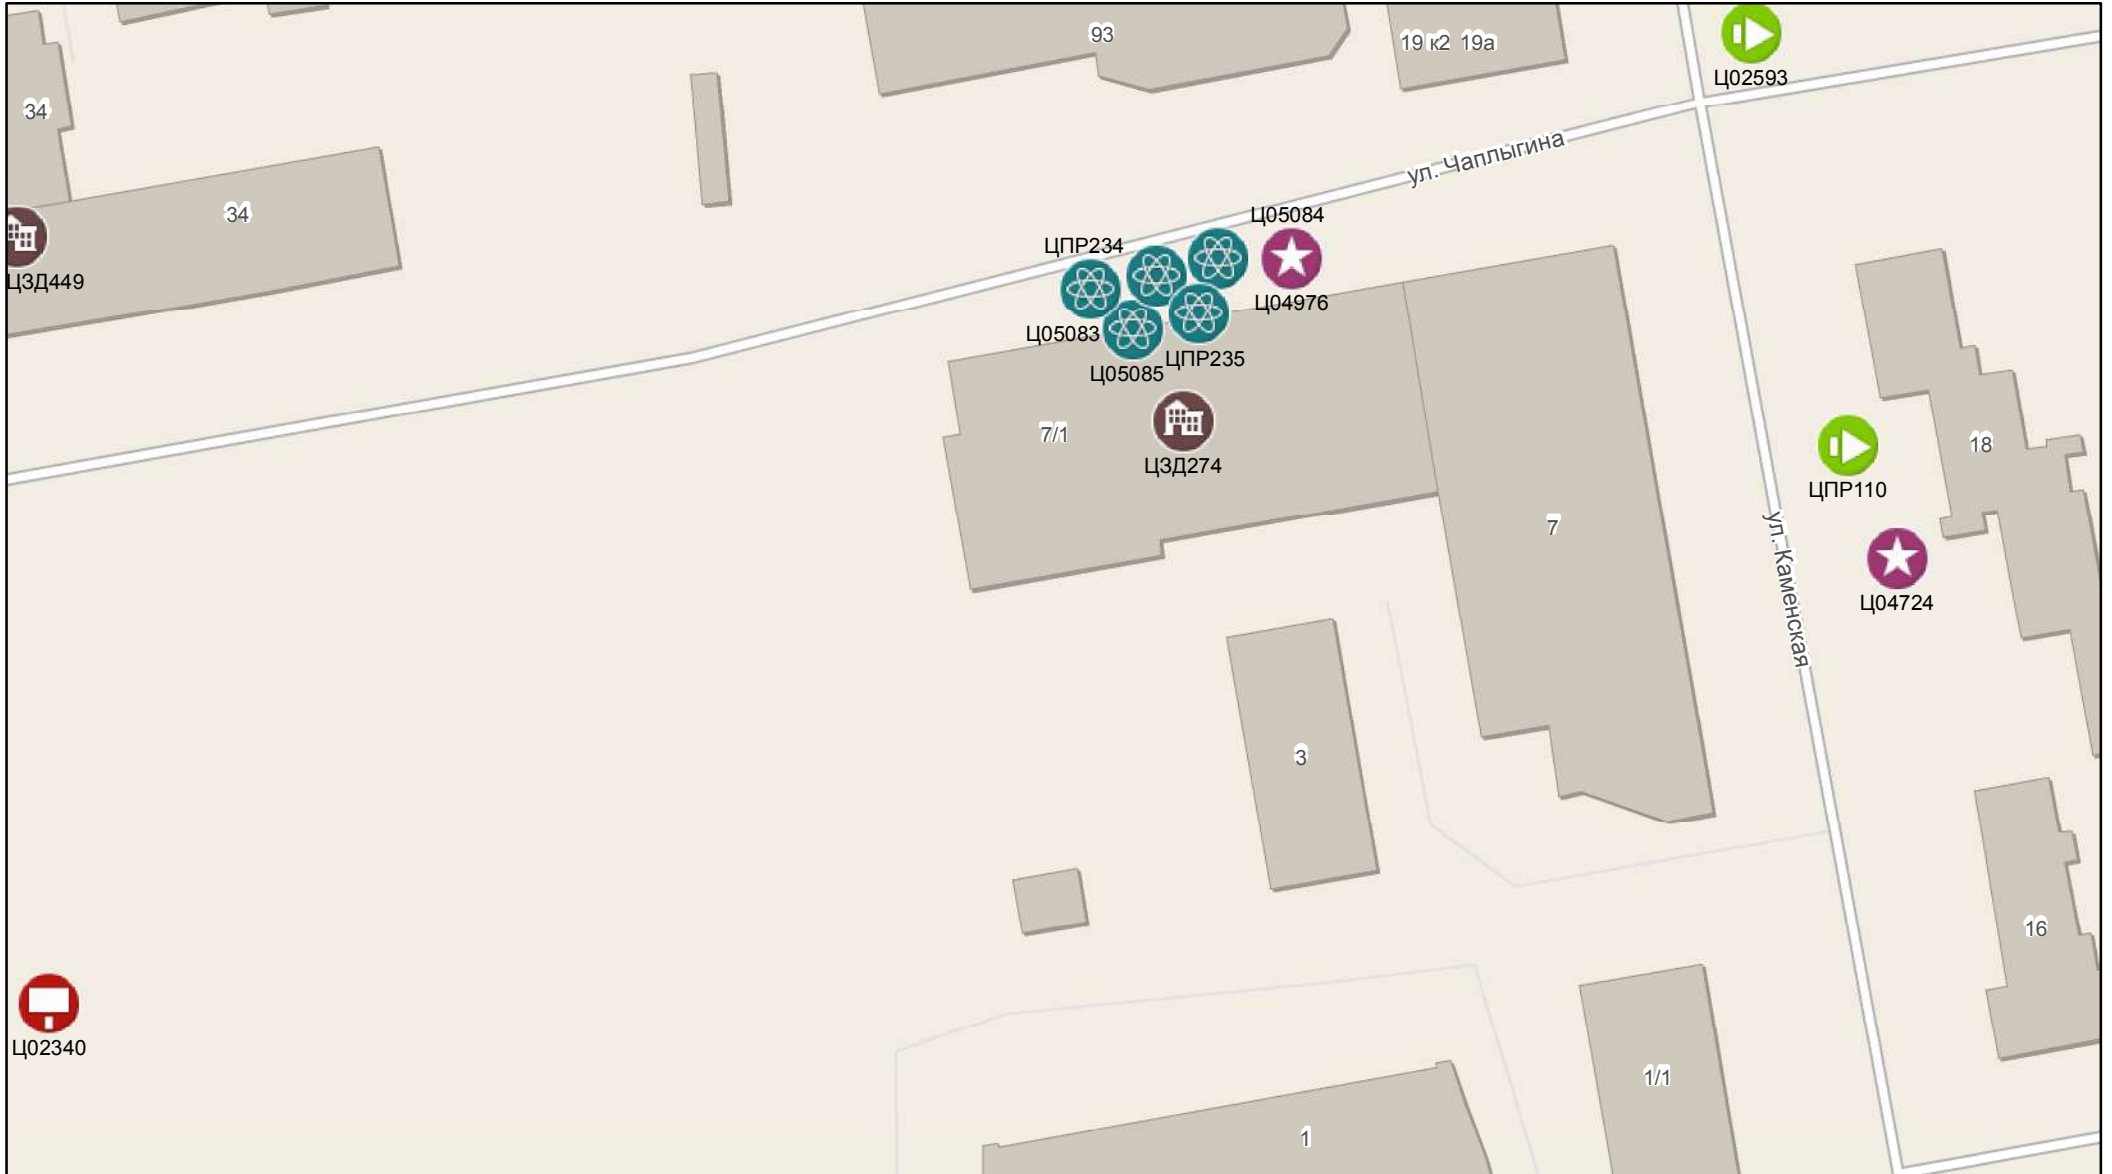 93
19 к2 19а
Ц02593
34
ул. Чаплыгина
34
Ц05084
ЦПР234
ЦЗД449
Ц04976
Ц05083
ЦПР235
Ц05085
7/1
18
ЦЗД274
ЦПР110
7
ул. Каменская
Ц04724
3
16
Ц02340
1/1
1